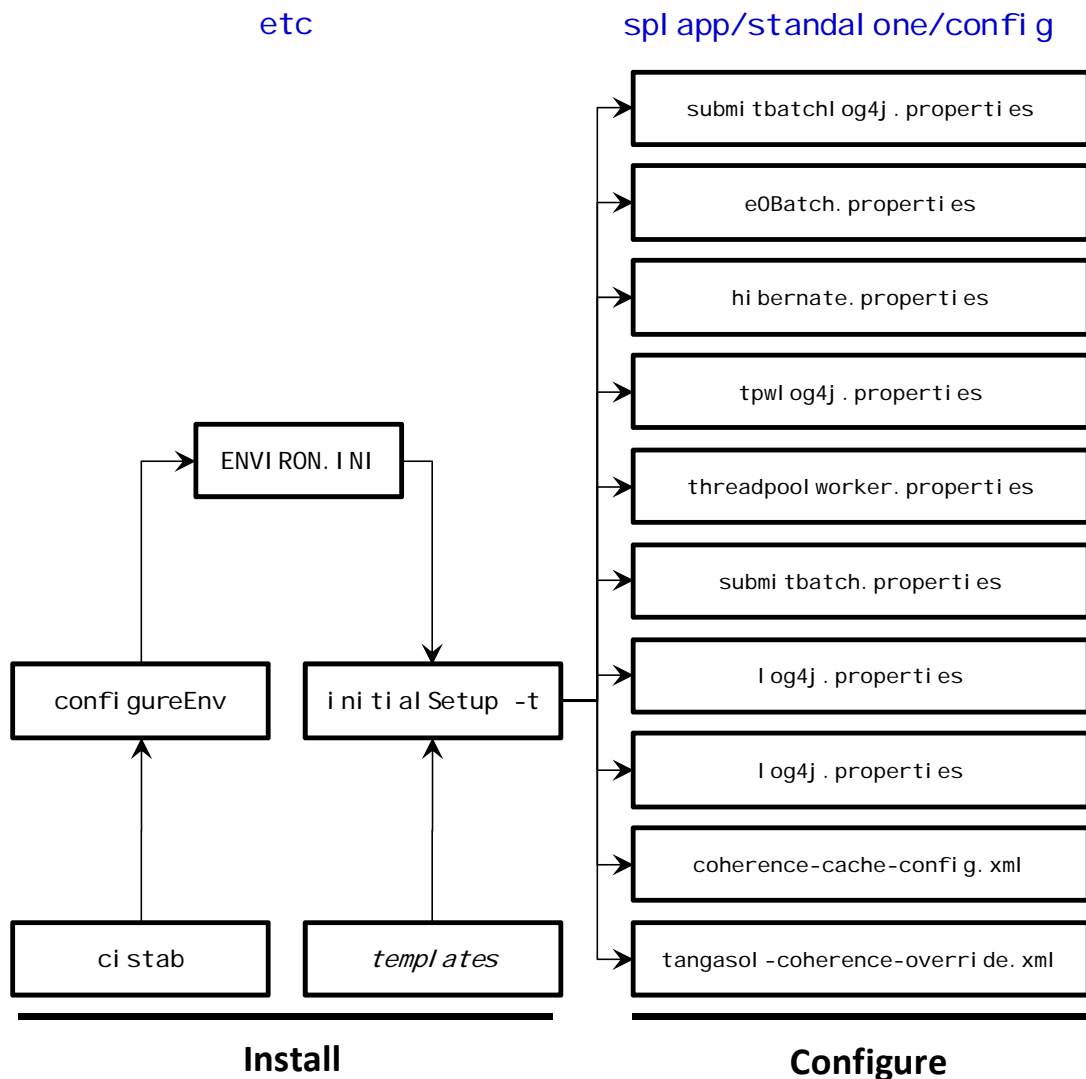 etc
splapp/standalone/config
submitbatchlog4j.properties
e0Batch.properties
hibernate.properties
tpwlog4j.properties
ENVIRON.INI
threadpoolworker.properties
submitbatch.properties
configureEnv
initialSetup -t
log4j.properties
log4j.properties
coherence-cache-config.xml
cistab
templates
tangasol-coherence-override.xml
Install
Configure